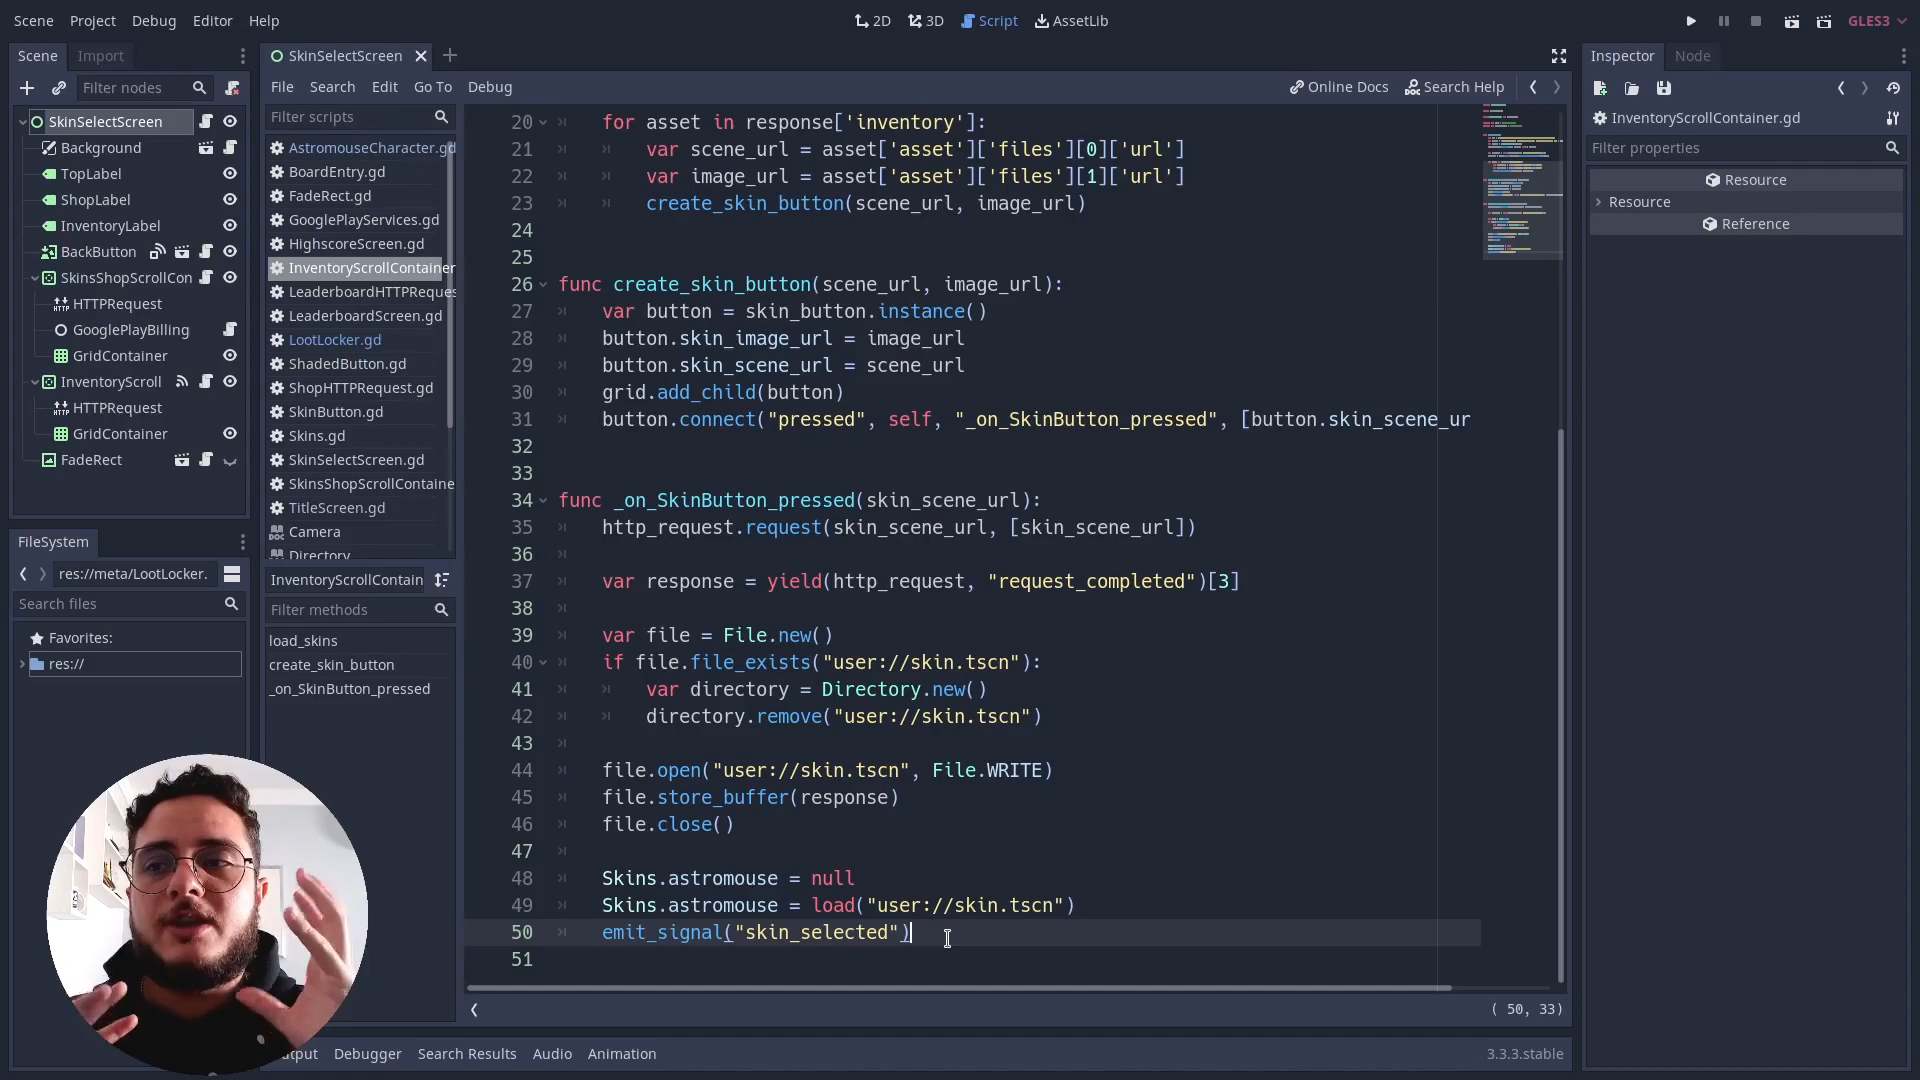 Scene Project Debug Editor Help
2D 3D Script AssetLib
GLES3
Scene Import
Filter nodes
SkinSelectScreen
Background
TopLabel
ShopLabel
InventoryLabel
BackButton
SkinsShopScrollCon
HTTPRequest
GooglePlayBilling
GridContainer
InventoryScroll
HTTPRequest
GridContainer
FadeRect
FileSystem
res://meta/LootLocker.
Search files
Favorites:
res://
SkinSelectScreen
File Search Edit Go To Debug
Online Docs Search Help
Filter scripts
AstromouseCharacter.gd
BoardEntry.gd
FadeRect.gd
GooglePlayServices.gd
HighscoreScreen.gd
InventoryScrollContainer
LeaderboardHTTPReques
LeaderboardScreen.gd
LootLocker.gd
ShadedButton.gd
ShopHTTPRequest.gd
SkinButton.gd
Skins.gd
SkinSelectScreen.gd
SkinsShopScrollContaine
TitleScreen.gd
Camera
Directory
InventoryScrollContain
Filter methods
load_skins
create_skin_button
_on_SkinButton_pressed
20 for asset in response['inventory']:
21 var scene_url = asset['asset']['files'][0]['url']
22 var image_url = asset['asset']['files'][1]['url']
23 create_skin_button(scene_url, image_url)
24
25
26 func create_skin_button(scene_url, image_url):
27 var button = skin_button.instance()
28 button.skin_image_url = image_url
29 button.skin_scene_url = scene_url
30 grid.add_child(button)
31 button.connect("pressed", self, "_on_SkinButton_pressed", [button.skin_scene_ur
32
33
34 func _on_SkinButton_pressed(skin_scene_url):
35 http_request.request(skin_scene_url, [skin_scene_url])
36
37 var response = yield(http_request, "request_completed")[3]
38
39 var file = File.new()
40 if file.file_exists("user://skin.tscn"):
41 var directory = Directory.new()
42 directory.remove("user://skin.tscn")
43
44 file.open("user://skin.tscn", File.WRITE)
45 file.store_buffer(response)
46 file.close()
47
48 Skins.astromouse = null
49 Skins.astromouse = load("user://skin.tscn")
50 emit_signal("skin_selected")
51
( 50, 33)
Debugger Search Results Audio Animation
3.3.3.stable
Inspector Node
InventoryScrollContainer.gd
Filter properties
Resource
Resource
Reference